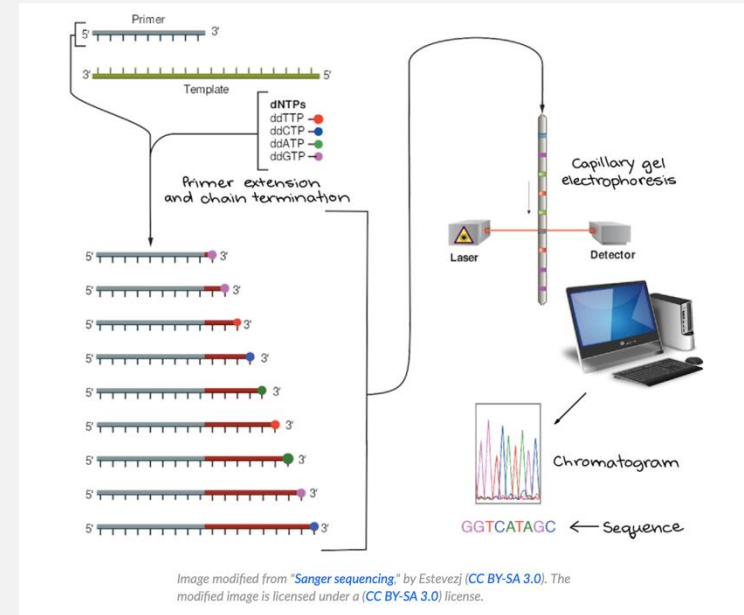 Primer
5' 3'
3' 5'
Template
dNTPs
ddTTP
ddCTP
ddATP
ddGTP
Primer extension
and chain termination
5' 3'
5' 3'
5' 3'
5' 3'
5' 3'
5' 3'
5' 3'
5' 3'
5' 3'
Capillary gel
electrophoresis
Laser
Detector
Chromatogram
GGTCATAGC ← Sequence
Image modified from "Sanger sequencing," by Estevezj (CC BY-SA 3.0). The
modified image is licensed under a (CC BY-SA 3.0) license.